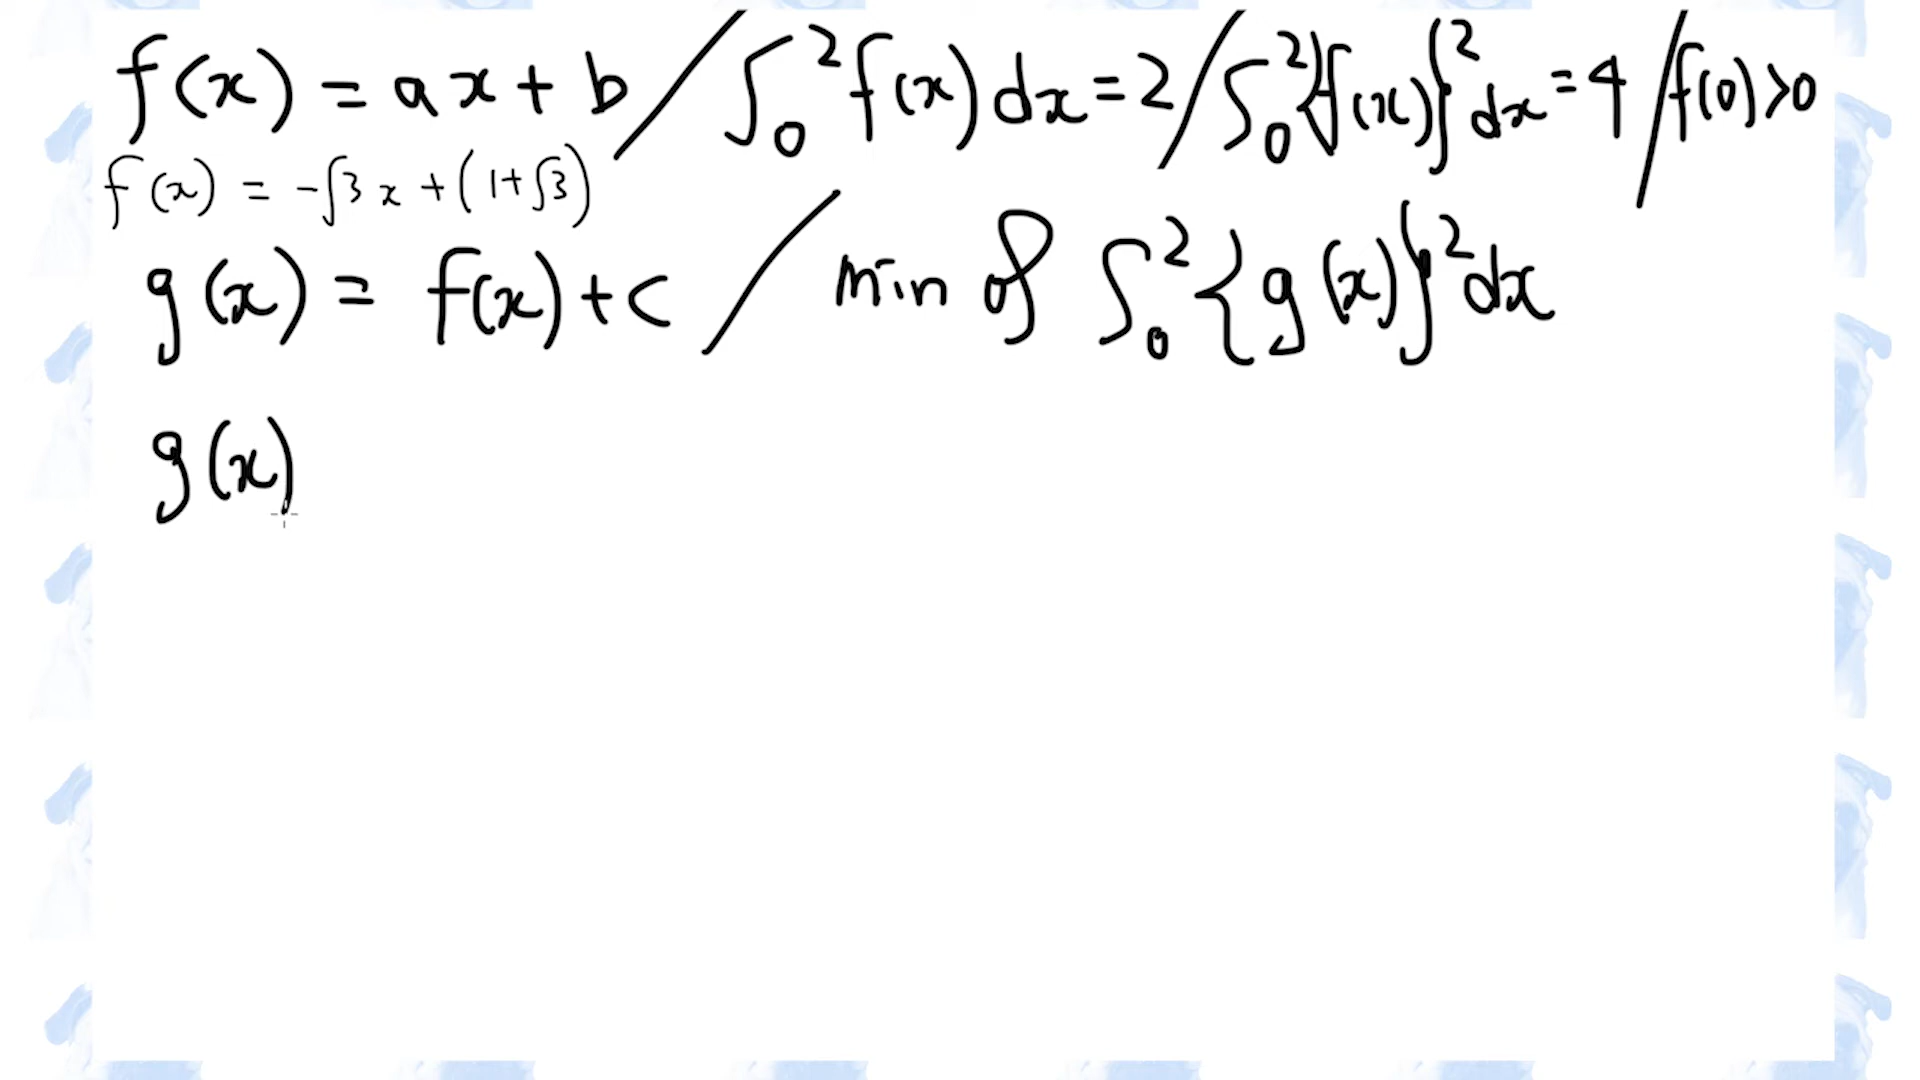 f(x) = ax + b / ∫₀² f(x) dx = 2 / ∫₀² {f(x)}² dx = 4 / f(0) > 0
f(x) = -√3 x + (1+√3)
g(x) = f(x) + c / min of ∫₀² {g(x)}² dx
g(x)